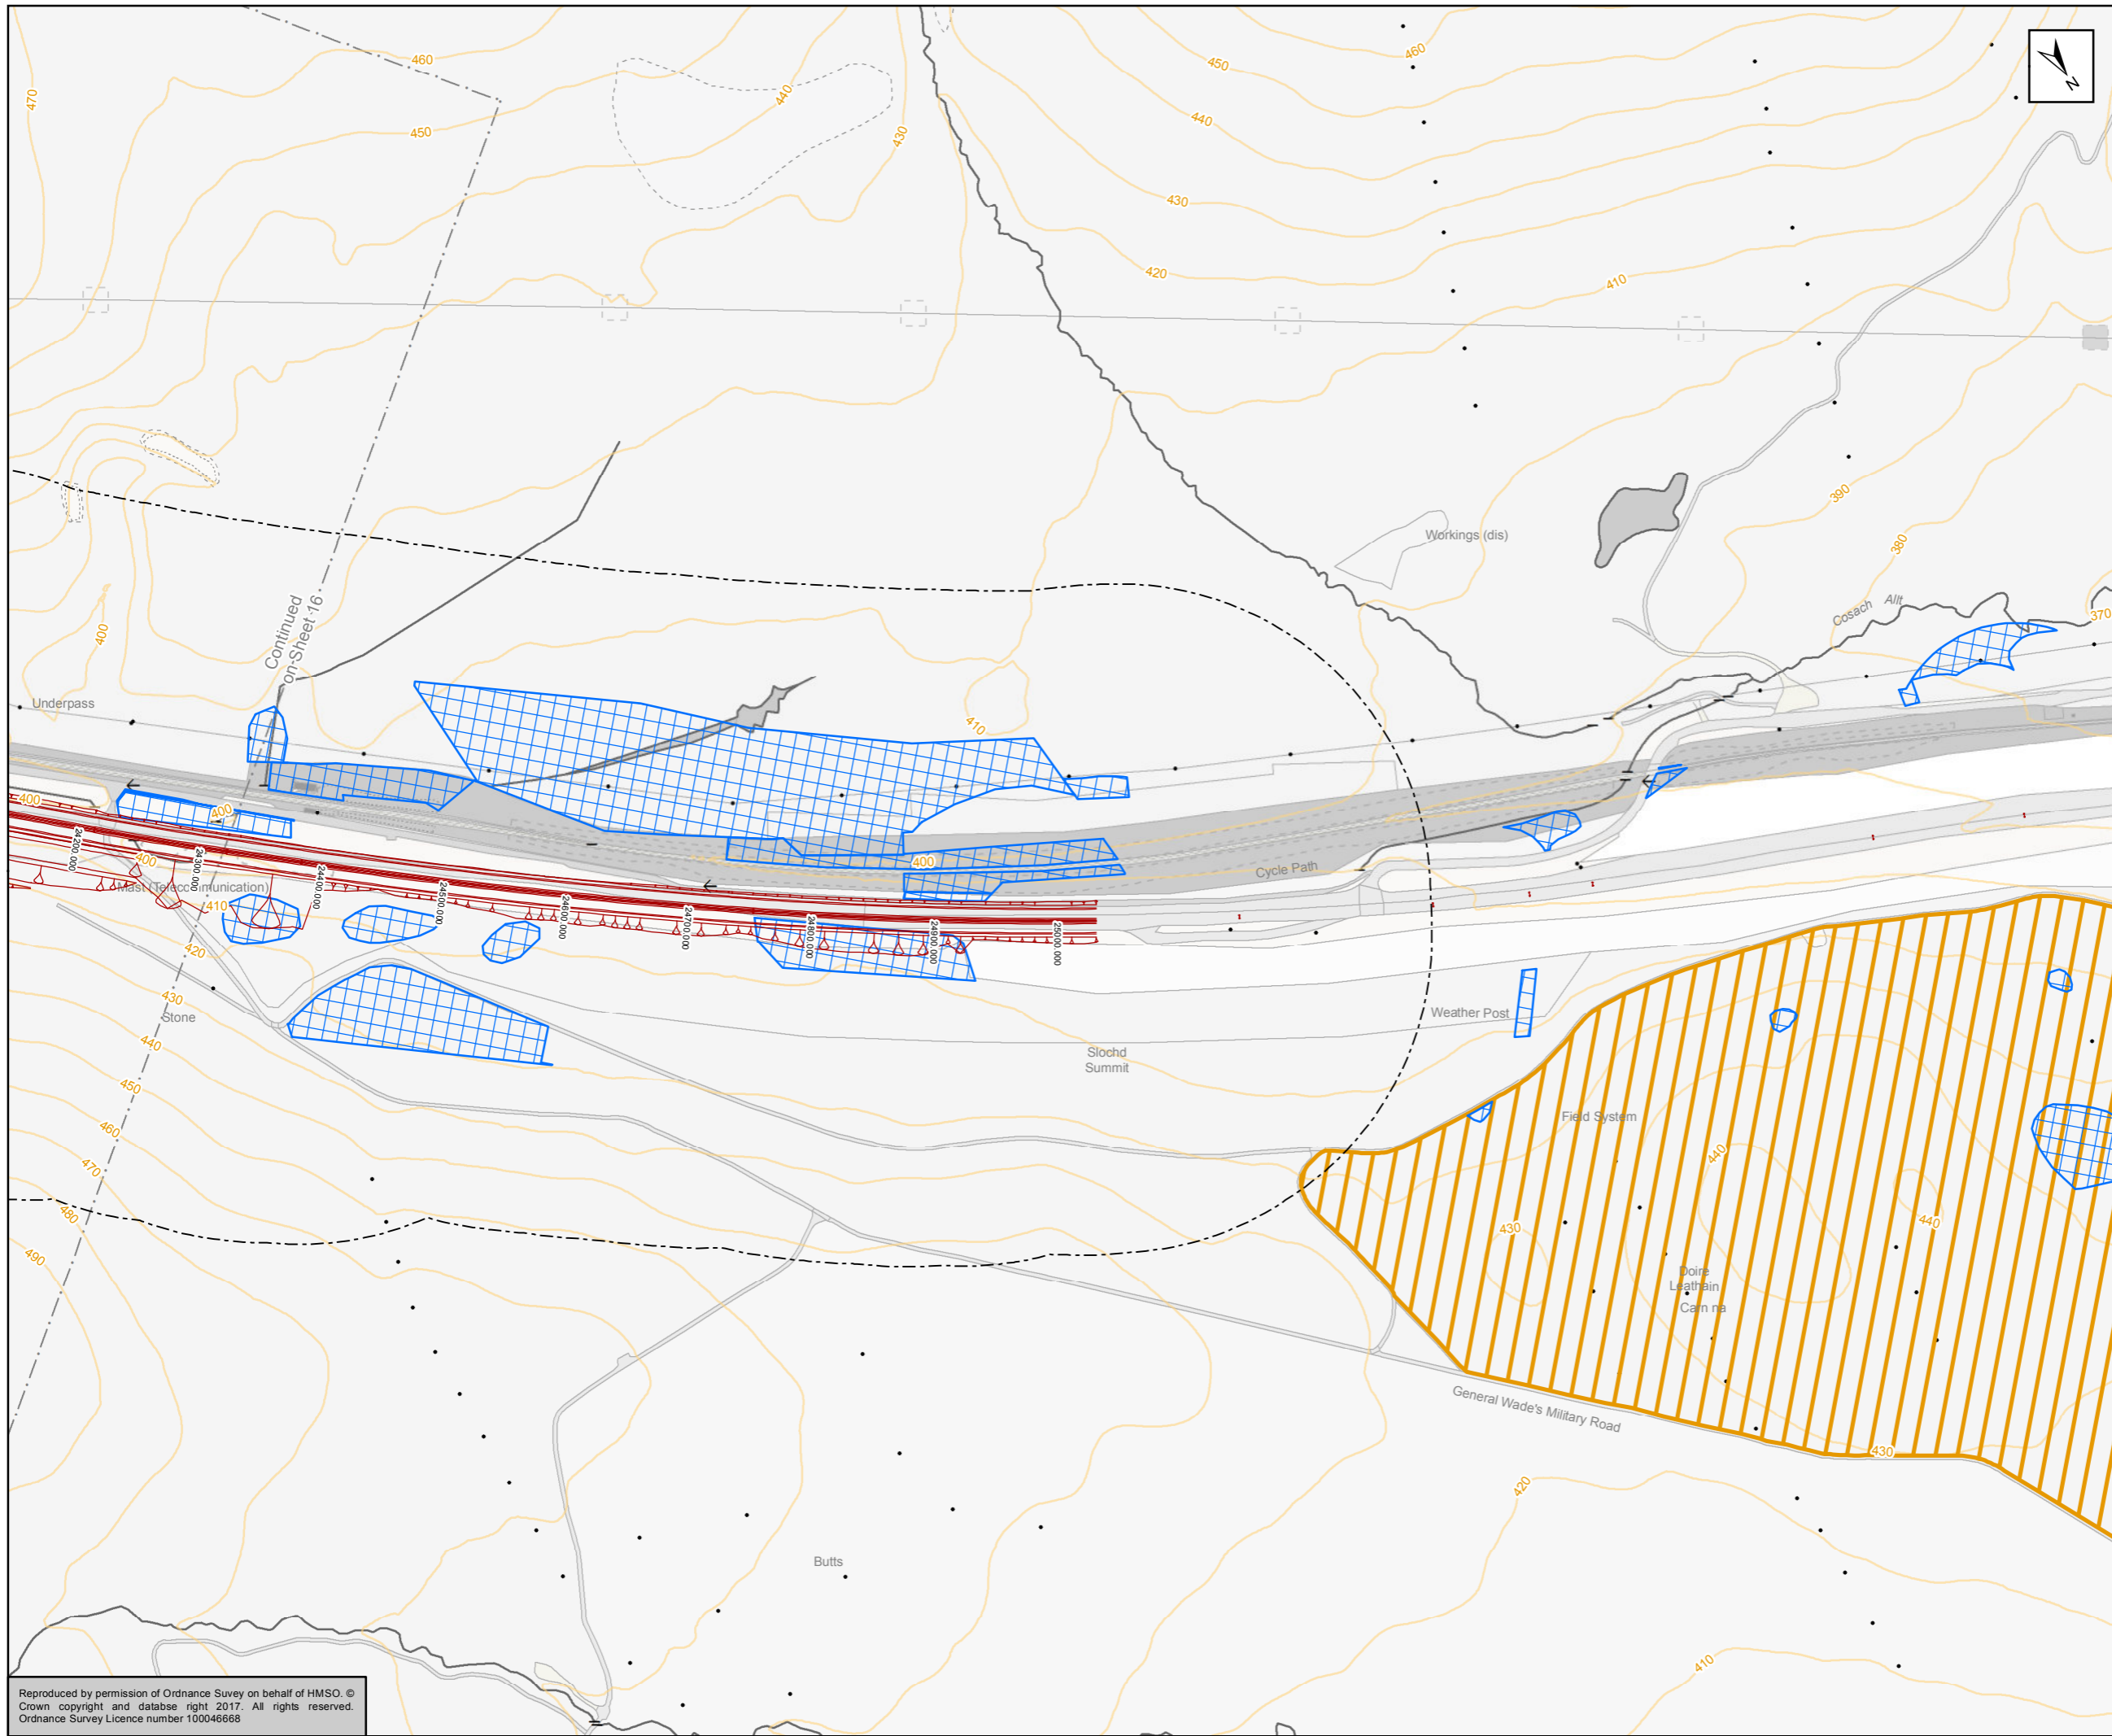 460
450
460
470
440
N
450
440
430
440
430
420
410
390
Workings (dis)
380
Continued
on Sheet 16
400
Cosach Allt
370
Underpass
410
400
400
400
Cycle Path
400
24200.000
24300.000
24400.000
24500.000
24600.000
24700.000
24800.000
24900.000
25000.000
Mast (Telecommunication)
410
420
430
Stone
Weather Post
440
Slochd
Summit
450
Field System
460
440
470
480
430
440
490
Doire
Leathain
Carn na
General Wade's Military Road
430
420
Butts
410
Reproduced by permission of Ordnance Suvey on behalf of HMSO. ©
Crown copyright and databse right 2017. All rights reserved.
Ordnance Survey Licence number 100046668